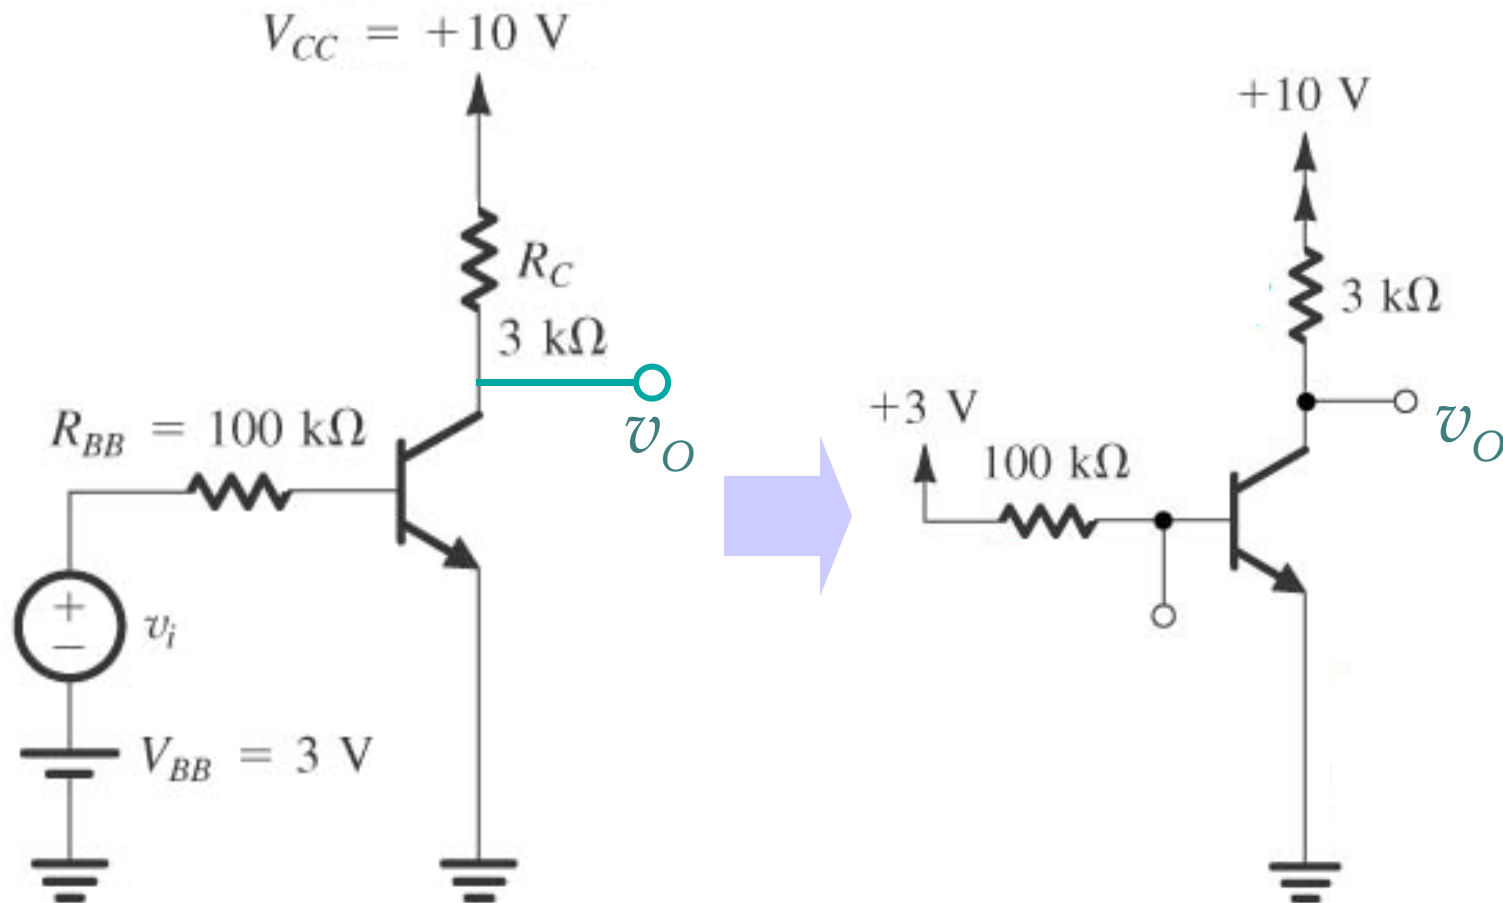 V_CC = +10 V
R_C
3 kΩ
v_O
R_BB = 100 kΩ
+
−
v_i
V_BB = 3 V
+10 V
3 kΩ
v_O
+3 V
100 kΩ